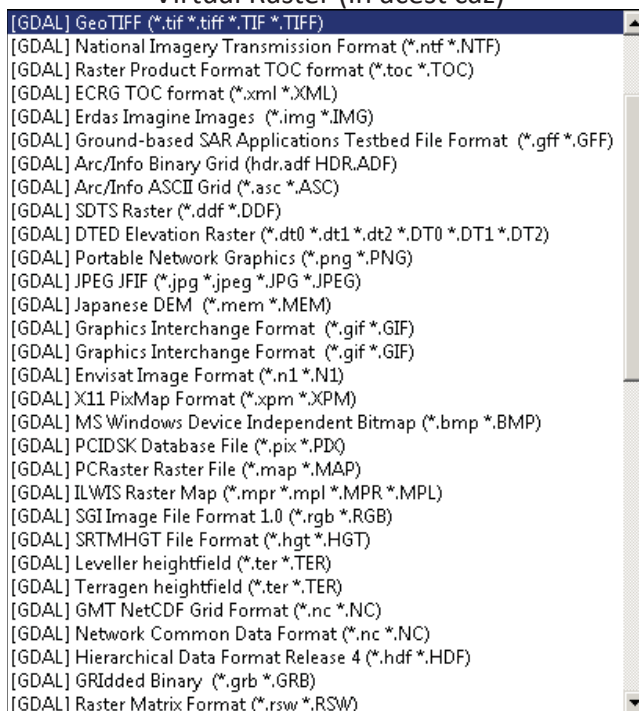 Virtual Raster (în acest caz)
[GDAL] GeoTIFF (*.tif *.tiff *.TIF *.TIFF)
[GDAL] National Imagery Transmission Format (*.ntf *.NTF)
[GDAL] Raster Product Format TOC format (*.toc *.TOC)
[GDAL] ECRG TOC format (*.xml *.XML)
[GDAL] Erdas Imagine Images (*.img *.IMG)
[GDAL] Ground-based SAR Applications Testbed File Format (*.gff *.GFF)
[GDAL] Arc/Info Binary Grid (hdr.adf HDR.ADF)
[GDAL] Arc/Info ASCII Grid (*.asc *.ASC)
[GDAL] SDTS Raster (*.ddf *.DDF)
[GDAL] DTED Elevation Raster (*.dt0 *.dt1 *.dt2 *.DT0 *.DT1 *.DT2)
[GDAL] Portable Network Graphics (*.png *.PNG)
[GDAL] JPEG JFIF (*.jpg *.jpeg *.JPG *.JPEG)
[GDAL] Japanese DEM (*.mem *.MEM)
[GDAL] Graphics Interchange Format (*.gif *.GIF)
[GDAL] Graphics Interchange Format (*.gif *.GIF)
[GDAL] Envisat Image Format (*.n1 *.N1)
[GDAL] X11 PixMap Format (*.xpm *.XPM)
[GDAL] MS Windows Device Independent Bitmap (*.bmp *.BMP)
[GDAL] PCIDSK Database File (*.pix *.PIX)
[GDAL] PCRaster Raster File (*.map *.MAP)
[GDAL] ILWIS Raster Map (*.mpr *.mpl *.MPR *.MPL)
[GDAL] SGI Image File Format 1.0 (*.rgb *.RGB)
[GDAL] SRTMHGT File Format (*.hgt *.HGT)
[GDAL] Leveller heightfield (*.ter *.TER)
[GDAL] Terragen heightfield (*.ter *.TER)
[GDAL] GMT NetCDF Grid Format (*.nc *.NC)
[GDAL] Network Common Data Format (*.nc *.NC)
[GDAL] Hierarchical Data Format Release 4 (*.hdf *.HDF)
[GDAL] GRIdded Binary (*.grb *.GRB)
[GDAL] Raster Matrix Format (*.rsw *.RSW)